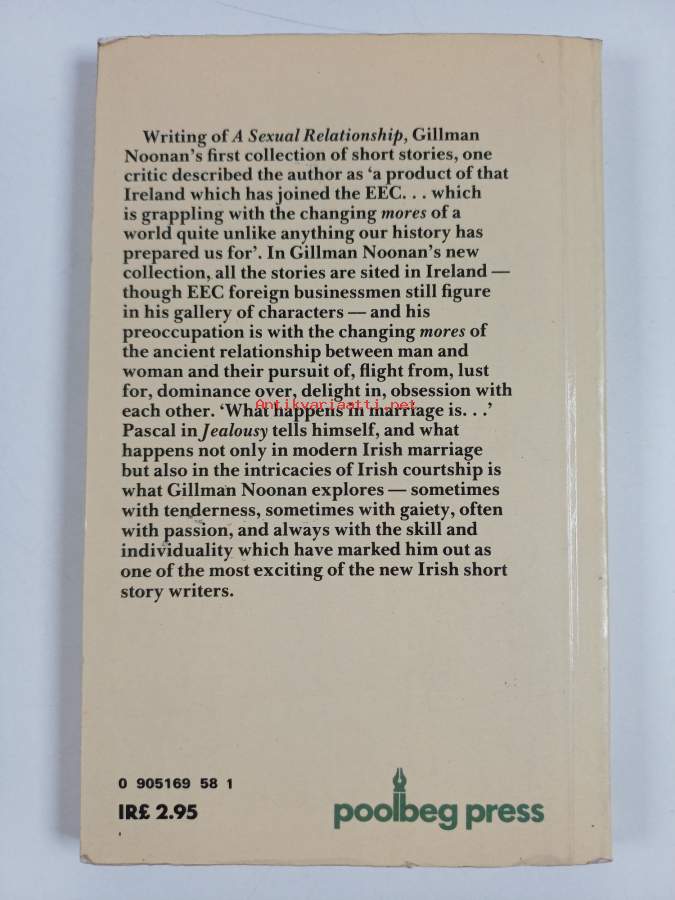 Writing of A Sexual Relationship, Gillman
Noonan's first collection of short stories, one
critic described the author as ‘a product of that
Ireland which has joined the EEC. . . which
is grappling with the changing mores of a
world quite unlike anything our history has
prepared us for’. In Gillman Noonan's new
collection, all the stories are sited in Ireland —
though EEC foreign businessmen still figure
in his gallery of characters — and his
preoccupation is with the changing mores of
the ancient relationship between man and
woman and their pursuit of, flight from, lust
for, dominance over, delight in, obsession with
each other. ‘What happens in marriage is. . .’
Antikvariaatti.net
Pascal in Jealousy tells himself, and what
happens not only in modern Irish marriage
but also in the intricacies of Irish courtship is
what Gillman Noonan explores — sometimes
with tenderness, sometimes with gaiety, often
with passion, and always with the skill and
individuality which have marked him out as
one of the most exciting of the new Irish short
story writers.
0 905169 58 1
IR£ 2.95
poolbeg press